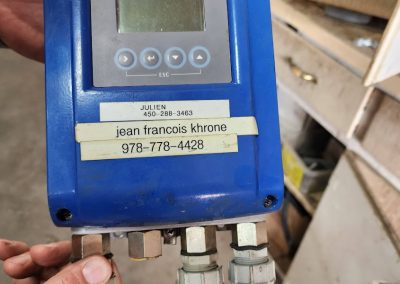 ESC
JULIEN
450-288-3463
jean francois khrone
978-778-4428